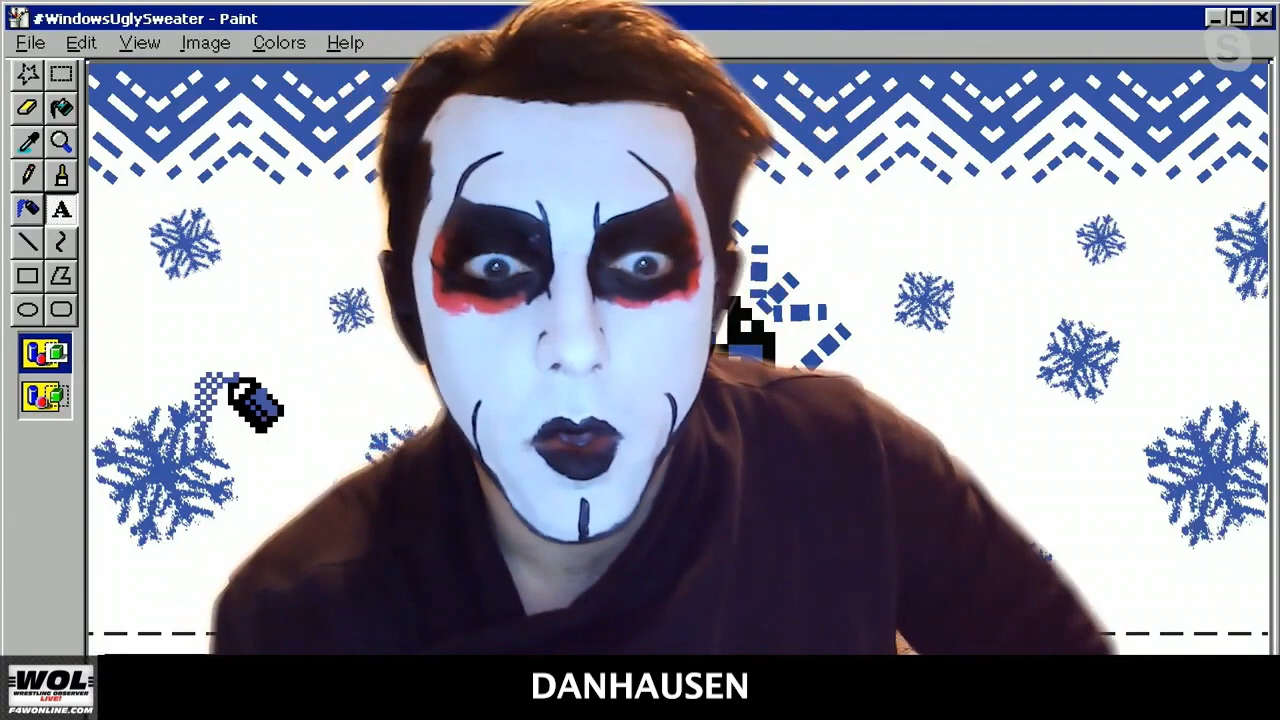 #WindowsUglySweater - Paint
File Edit View Image Colors Help
A
S
WOL
WRESTLING OBSERVER
LIVE!
F4WONLINE.COM
DANHAUSEN